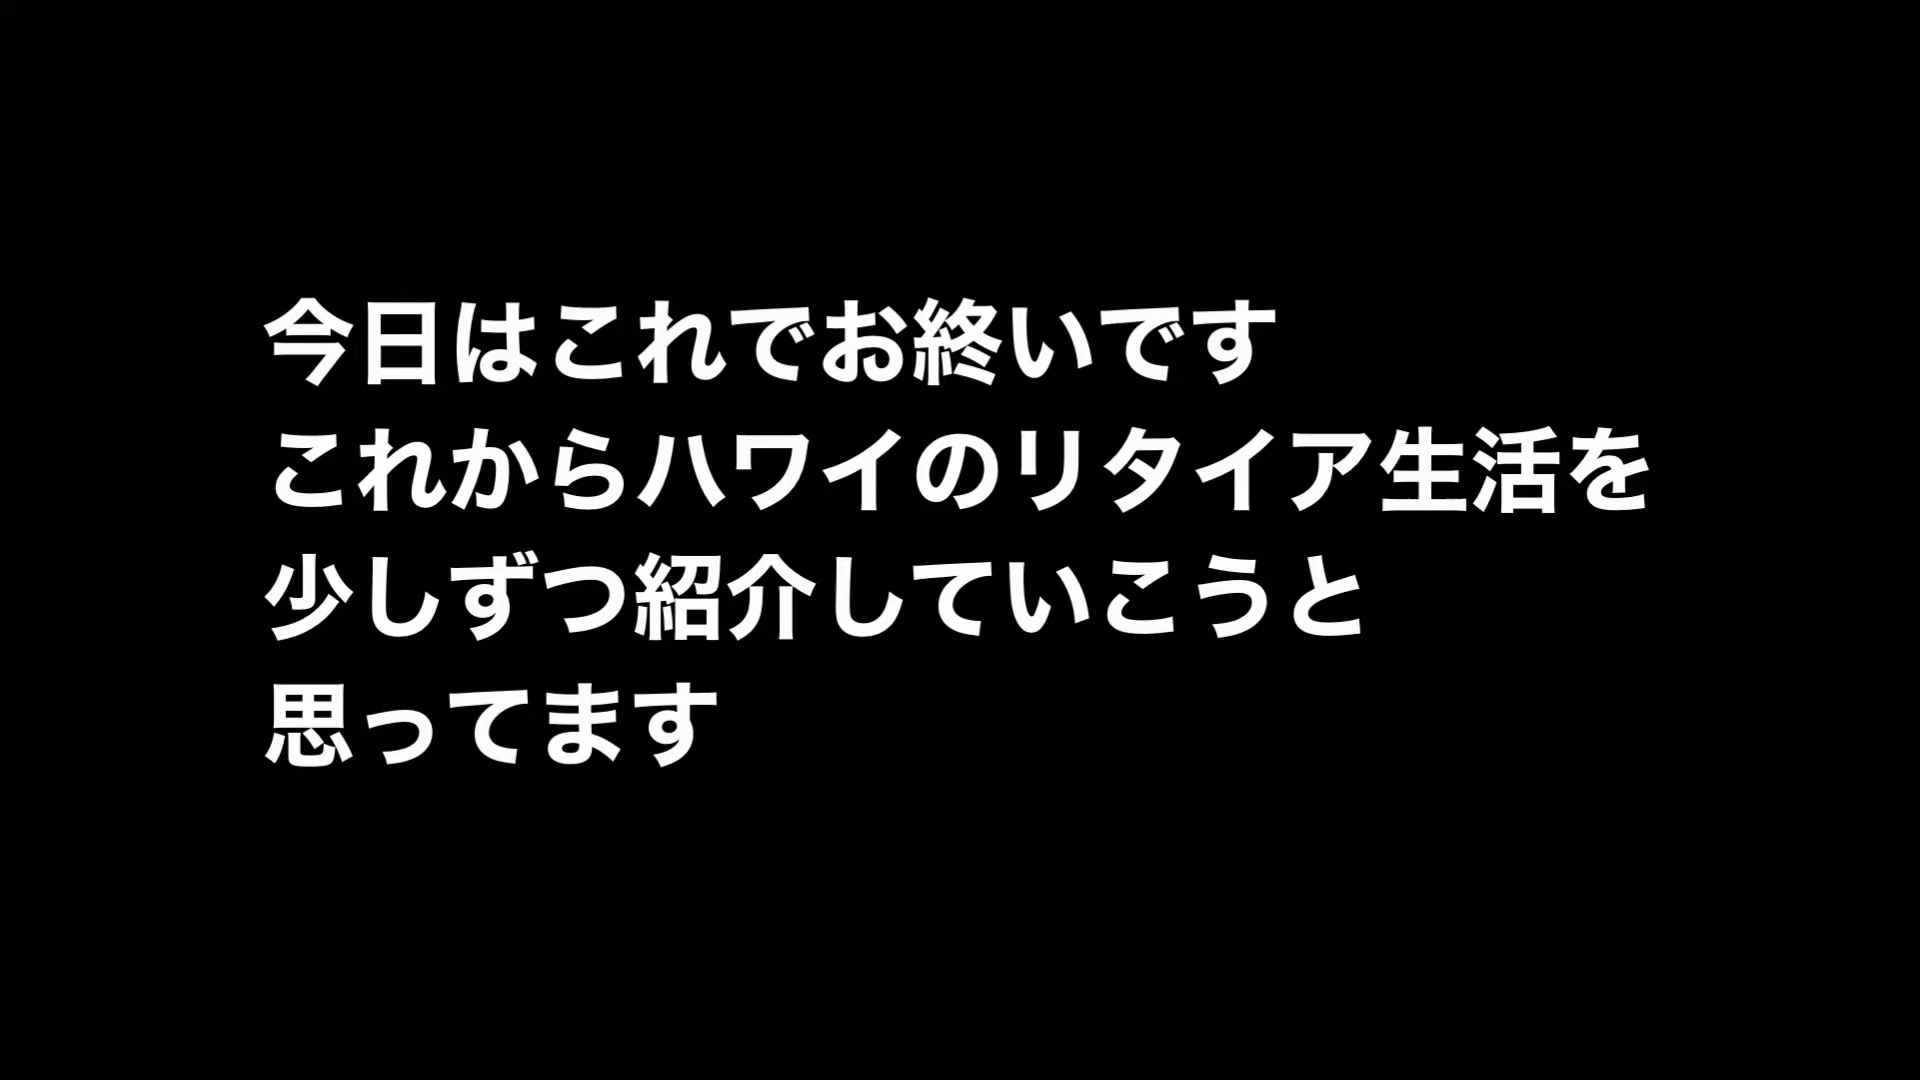 今日はこれでお終いです
これからハワイのリタイア生活を
少しずつ紹介していこうと
思ってます